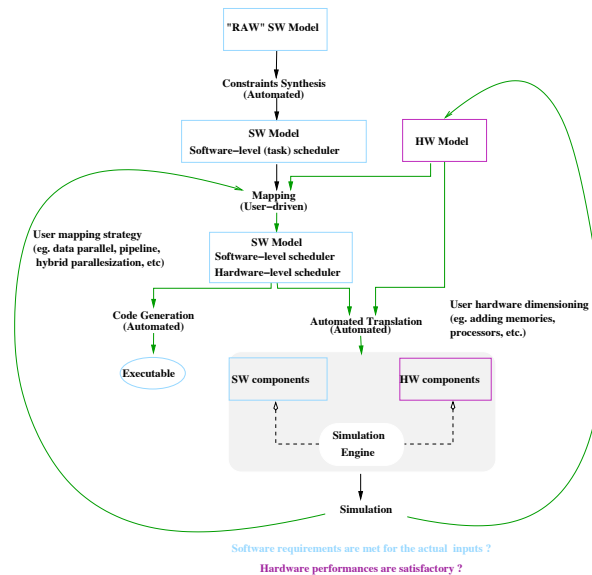 "RAW" SW Model
Constraints Synthesis
(Automated)
SW Model
Software-level (task) scheduler
HW Model
Mapping
(User-driven)
User mapping strategy
(eg. data parallel, pipeline,
hybrid parallesization, etc)
SW Model
Software-level scheduler
Hardware-level scheduler
Code Generation
(Automated)
Automated Translation
(Automated)
User hardware dimensioning
(eg. adding memories,
processors, etc.)
Executable
SW components
HW components
Simulation
Engine
Simulation
Software requirements are met for the actual inputs ?
Hardware performances are satisfactory ?